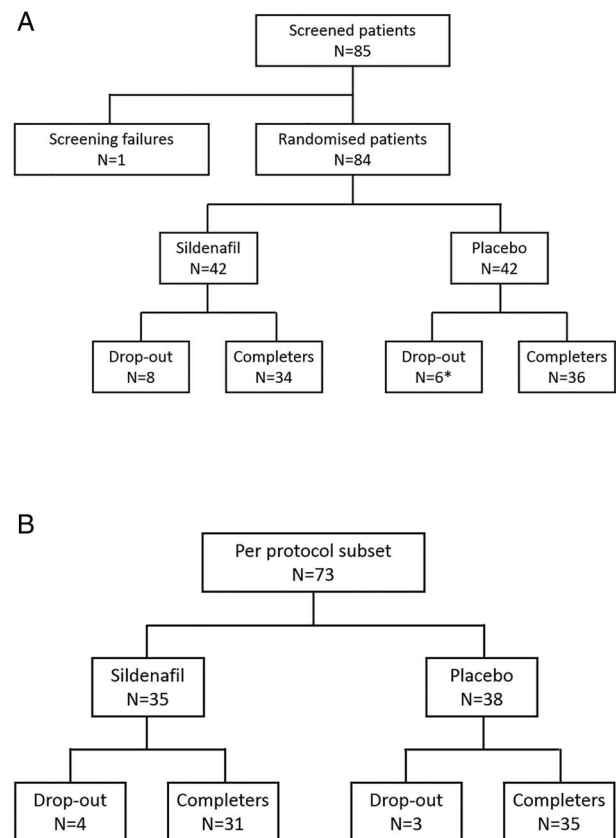 A
Screened patients
N=85
Screening failures
N=1
Randomised patients
N=84
Sildenafil
N=42
Placebo
N=42
Drop-out
N=8
Completers
N=34
Drop-out
N=6*
Completers
N=36
B
Per protocol subset
N=73
Sildenafil
N=35
Placebo
N=38
Drop-out
N=4
Completers
N=31
Drop-out
N=3
Completers
N=35